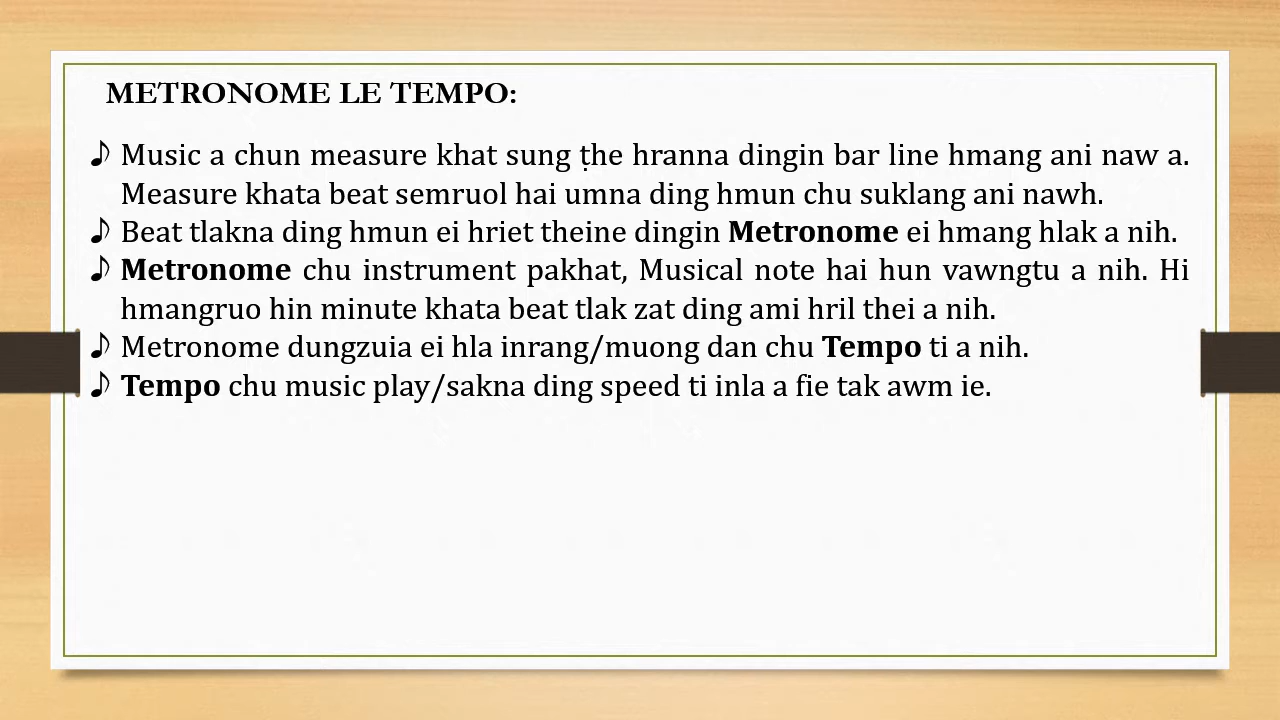 METRONOME LE TEMPO:
♪ Music a chun measure khat sung ṭhe hranna dingin bar line hmang ani naw a.
Measure khata beat semruol hai umna ding hmun chu suklang ani nawh.
♪ Beat tlakna ding hmun ei hriet theine dingin Metronome ei hmang hlak a nih.
♪ Metronome chu instrument pakhat, Musical note hai hun vawngtu a nih. Hi
hmangruo hin minute khata beat tlak zat ding ami hril thei a nih.
♪ Metronome dungzuia ei hla inrang/muong dan chu Tempo ti a nih.
♪ Tempo chu music play/sakna ding speed ti inla a fie tak awm ie.